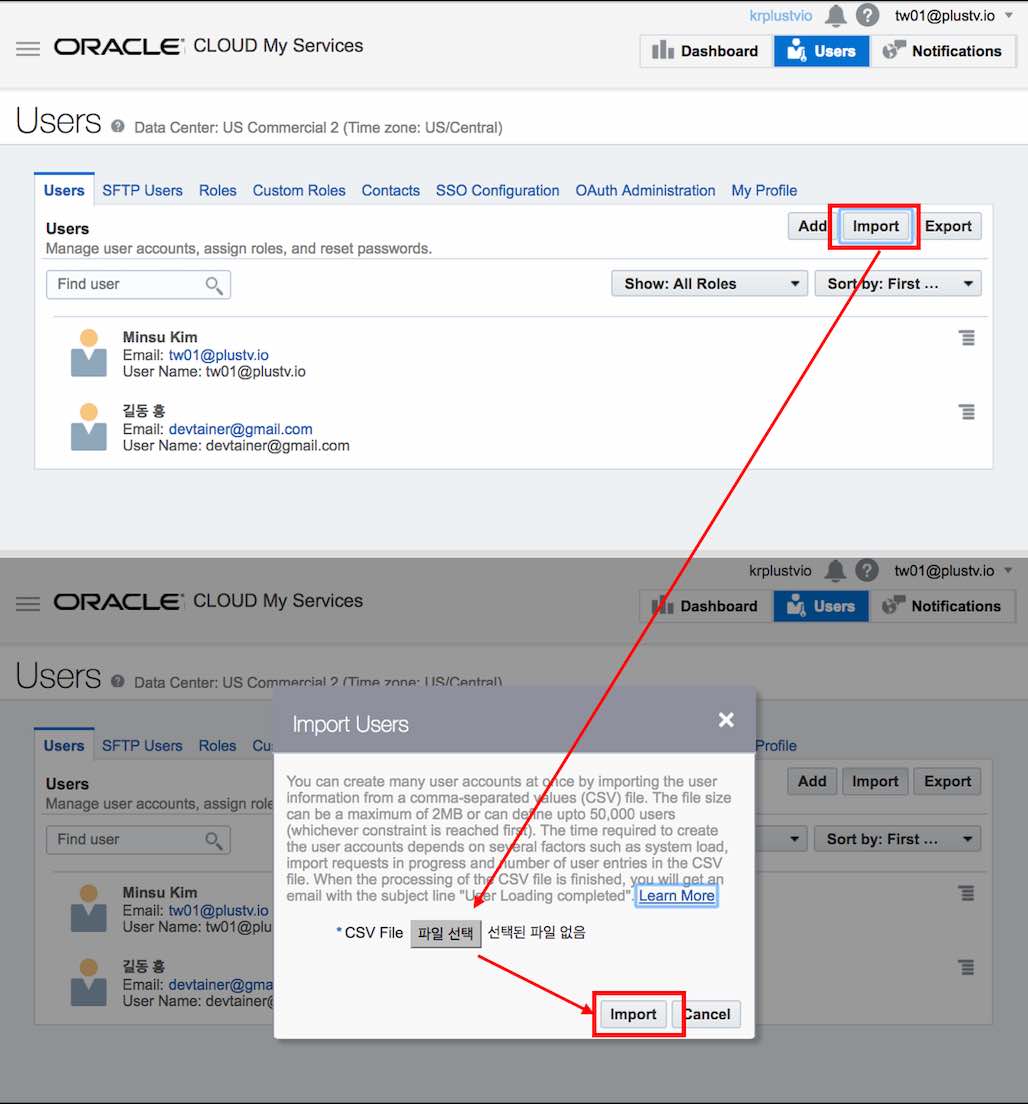 krplustvio tw01@plustv.io
ORACLE CLOUD My Services
Dashboard Users Notifications
Users Data Center: US Commercial 2 (Time zone: US/Central)
Users SFTP Users Roles Custom Roles Contacts SSO Configuration OAuth Administration My Profile
Users
Manage user accounts, assign roles, and reset passwords.
Add Import Export
Find user Show: All Roles Sort by: First ...
Minsu Kim
Email: tw01@plustv.io
User Name: tw01@plustv.io
길동 홍
Email: devtainer@gmail.com
User Name: devtainer@gmail.com
krplustvio tw01@plustv.io
ORACLE CLOUD My Services
Dashboard Users Notifications
Users Data Center: US Commercial 2 (Time zone: US/Central)
Users SFTP Users Roles Cu Profile
Users
Manage user accounts, assign role
Add Import Export
Find user Sort by: First ...
Minsu Kim
Email: tw01@plustv.io
User Name: tw01@plu
길동 홍
Email: devtainer@gma
User Name: devtainer@
Import Users
You can create many user accounts at once by importing the user
information from a comma-separated values (CSV) file. The file size
can be a maximum of 2MB or can define upto 50,000 users
(whichever constraint is reached first). The time required to create
the user accounts depends on several factors such as system load,
import requests in progress and number of user entries in the CSV
file. When the processing of the CSV file is finished, you will get an
email with the subject line "User Loading completed". Learn More
* CSV File 파일 선택 선택된 파일 없음
Import Cancel